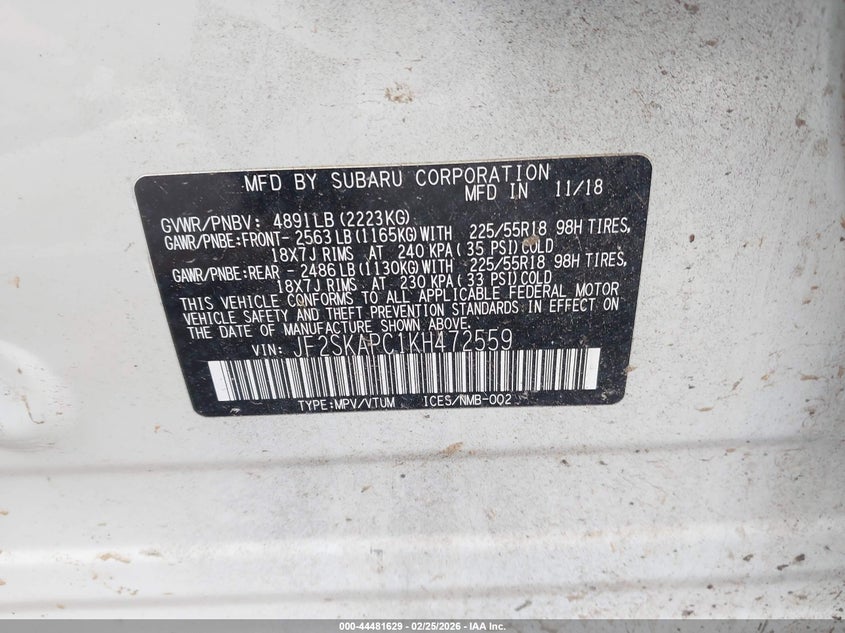 MFD BY SUBARU CORPORATION
MFD IN 11/18
GVWR/PNBV: 4891LB(2223KG)
GAWR/PNBE:FRONT- 2563LB(1165KG)WITH 225/55R18 98H TIRES,
18X7J RIMS AT 240 KPA(35 PSI)COLD
GAWR/PNBE:REAR - 2486LB(1130KG)WITH 225/55R18 98H TIRES,
18X7J RIMS AT 230 KPA(33 PSI)COLD
THIS VEHICLE CONFORMS TO ALL APPLICABLE FEDERAL MOTOR
VEHICLE SAFETY AND THEFT PREVENTION STANDARDS IN EFFECT ON
THE DATE OF MANUFACTURE SHOWN ABOVE.
VIN: JF2SKAPC1KH472559
TYPE:MPV/VTUM ICES/NMB-002
000-44481629 - 02/25/2026 - IAA Inc.